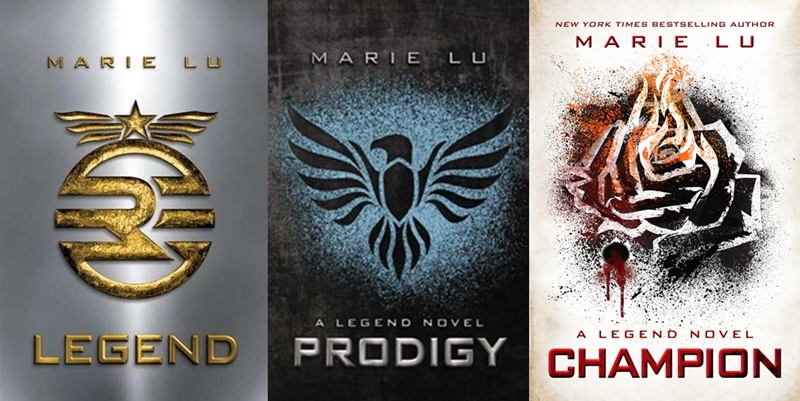 MARIE LU
LEGEND
MARIE LU
A LEGEND NOVEL
PRODIGY
NEW YORK TIMES BESTSELLING AUTHOR
MARIE LU
A LEGEND NOVEL
CHAMPION